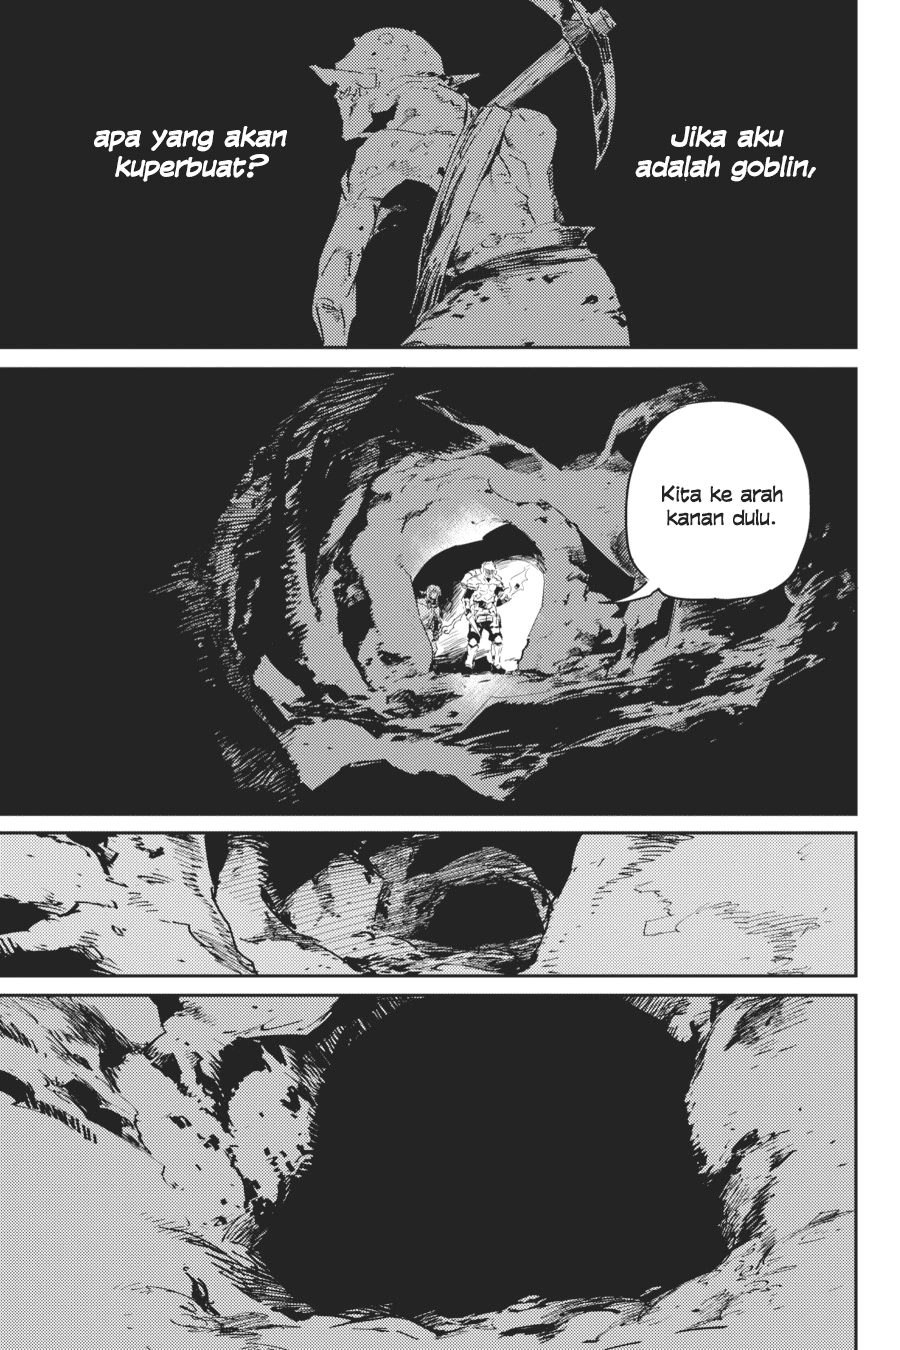 Jika aku
adalah goblin,
apa yang akan
kuperbuat?
Kita ke arah
kanan dulu.